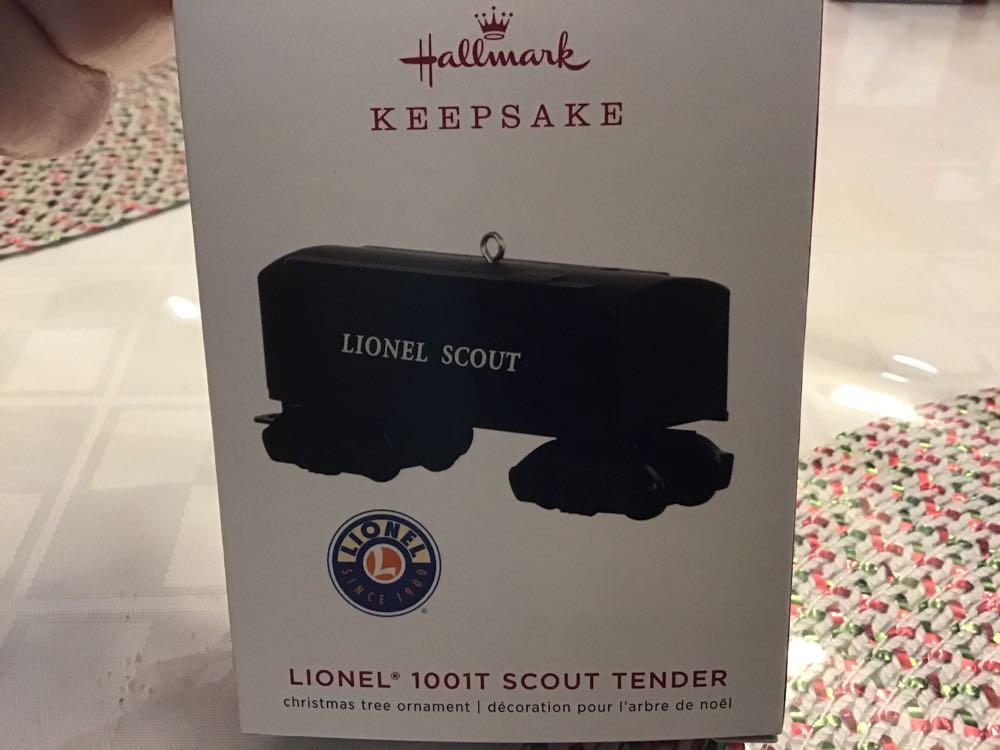 Hallmark
KEEPSAKE
LIONEL SCOUT
LIONEL
L
SINCE 1900
®
LIONEL® 1001T SCOUT TENDER
christmas tree ornament | décoration pour l'arbre de noël